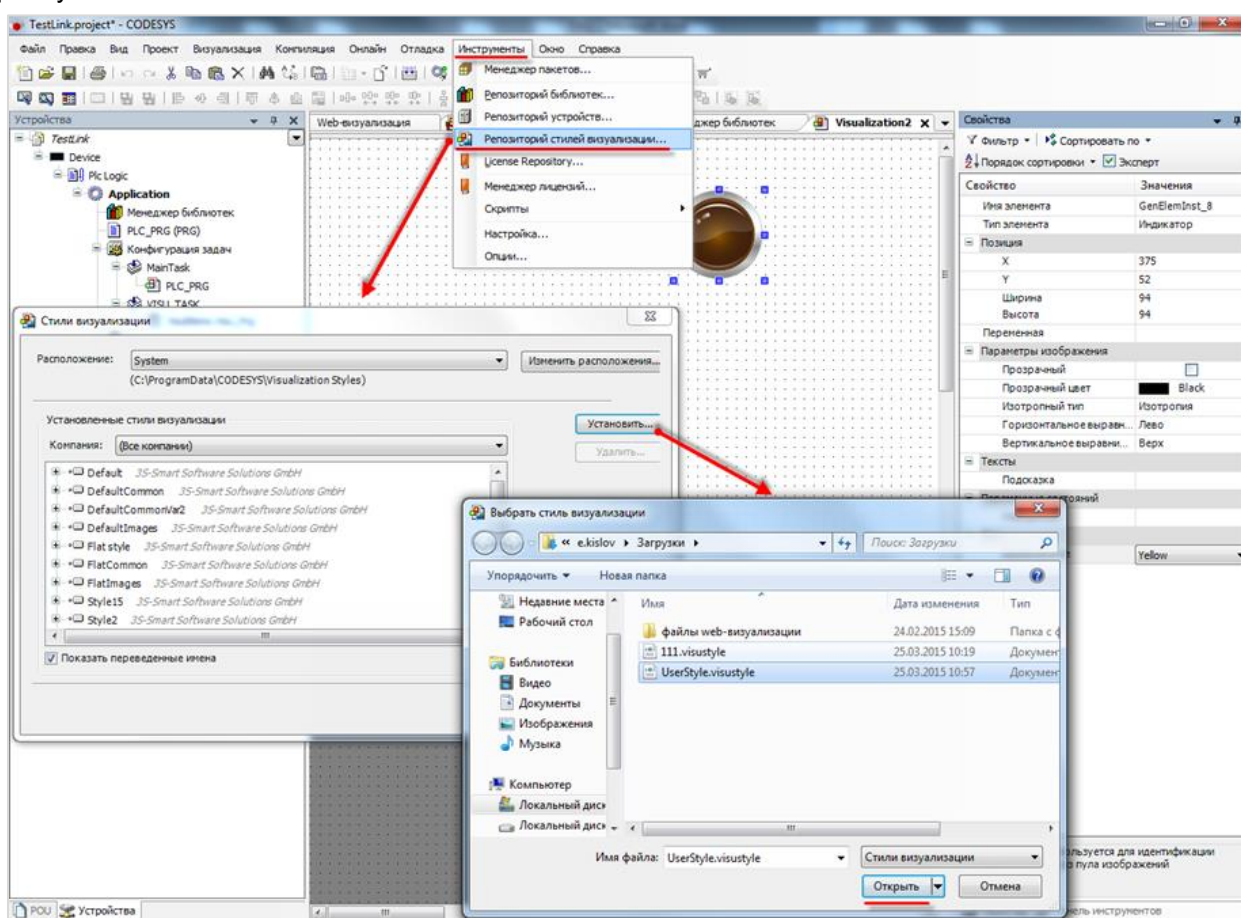 TestLink.project* - CODESYS
Файл Правка Вид Проект Визуализация Компиляция Онлайн Отладка Инструменты Окно Справка
Менеджер пакетов...
Репозиторий библиотек...
Репозиторий устройств...
Репозиторий стилей визуализации...
License Repository...
Менеджер лицензий...
Скрипты
Настройка...
Опции...
Устройства
TestLink
Device
Plc Logic
Application
Менеджер библиотек
PLC_PRG (PRG)
Конфигурация задач
MainTask
PLC_PRG
VISU_TASK
Web-визуализация
библиотек
Visualization2
Свойства
Фильтр
Сортировать по
Порядок сортировки
Эксперт
Свойство Значения
Имя элемента GenElemInst_8
Тип элемента Индикатор
Позиция
X 375
Y 52
Ширина 94
Высота 94
Переменная
Параметры изображения
Прозрачный
Прозрачный цвет Black
Изотропный тип Изотропия
Горизонтальное выравн... Лево
Вертикальное выравни... Верх
Тексты
Подсказка
Yellow
Стили визуализации
Расположение: System Изменить расположения...
(C:\ProgramData\CODESYS\Visualization Styles)
Установленные стили визуализации
Установить...
Компания: (Все компании)
Удалить...
Default 3S-Smart Software Solutions GmbH
DefaultCommon 3S-Smart Software Solutions GmbH
DefaultCommonVar2 3S-Smart Software Solutions GmbH
DefaultImages 3S-Smart Software Solutions GmbH
Flat style 3S-Smart Software Solutions GmbH
FlatCommon 3S-Smart Software Solutions GmbH
FlatImages 3S-Smart Software Solutions GmbH
Style15 3S-Smart Software Solutions GmbH
Style2 3S-Smart Software Solutions GmbH
Показать переведенные имена
Выбрать стиль визуализации
« e.kislov Загрузки
Поиск: Загрузки
Упорядочить Новая папка
Имя Дата изменения Тип
Недавние места
Рабочий стол
Библиотеки
Видео
Документы
Изображения
Музыка
Компьютер
Локальный диск
Локальный диск
файлы web-визуализации 24.02.2015 15:09 Папка с
111.visustyle 25.03.2015 10:19 Докумен
UserStyle.visustyle 25.03.2015 10:57 Докумен
Имя файла: UserStyle.visustyle Стили визуализации
Открыть Отмена
для идентификации
пула изображений
POU Устройства
инструментов